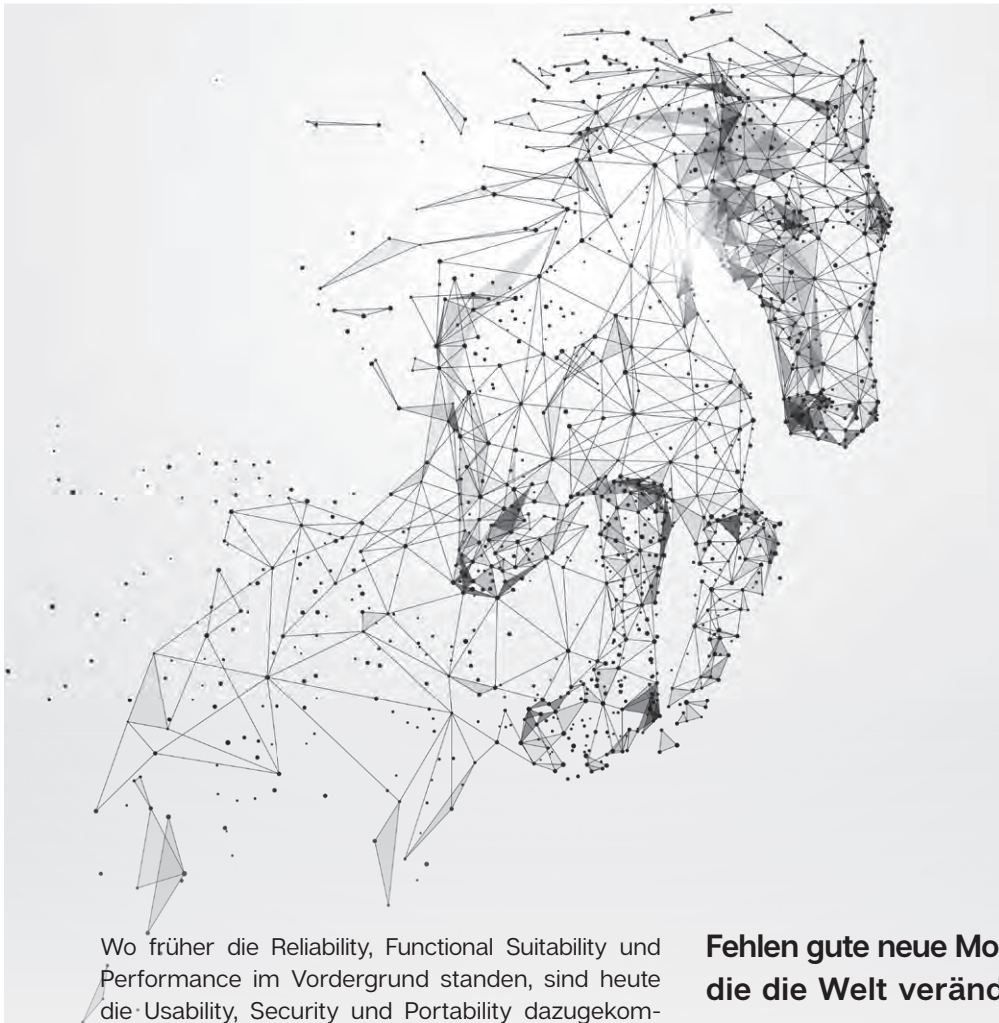 Wo früher die Reliability, Functional Suitability und
Performance im Vordergrund standen, sind heute
die Usability, Security und Portability dazugekom-
Fehlen gute neue
die die Welt